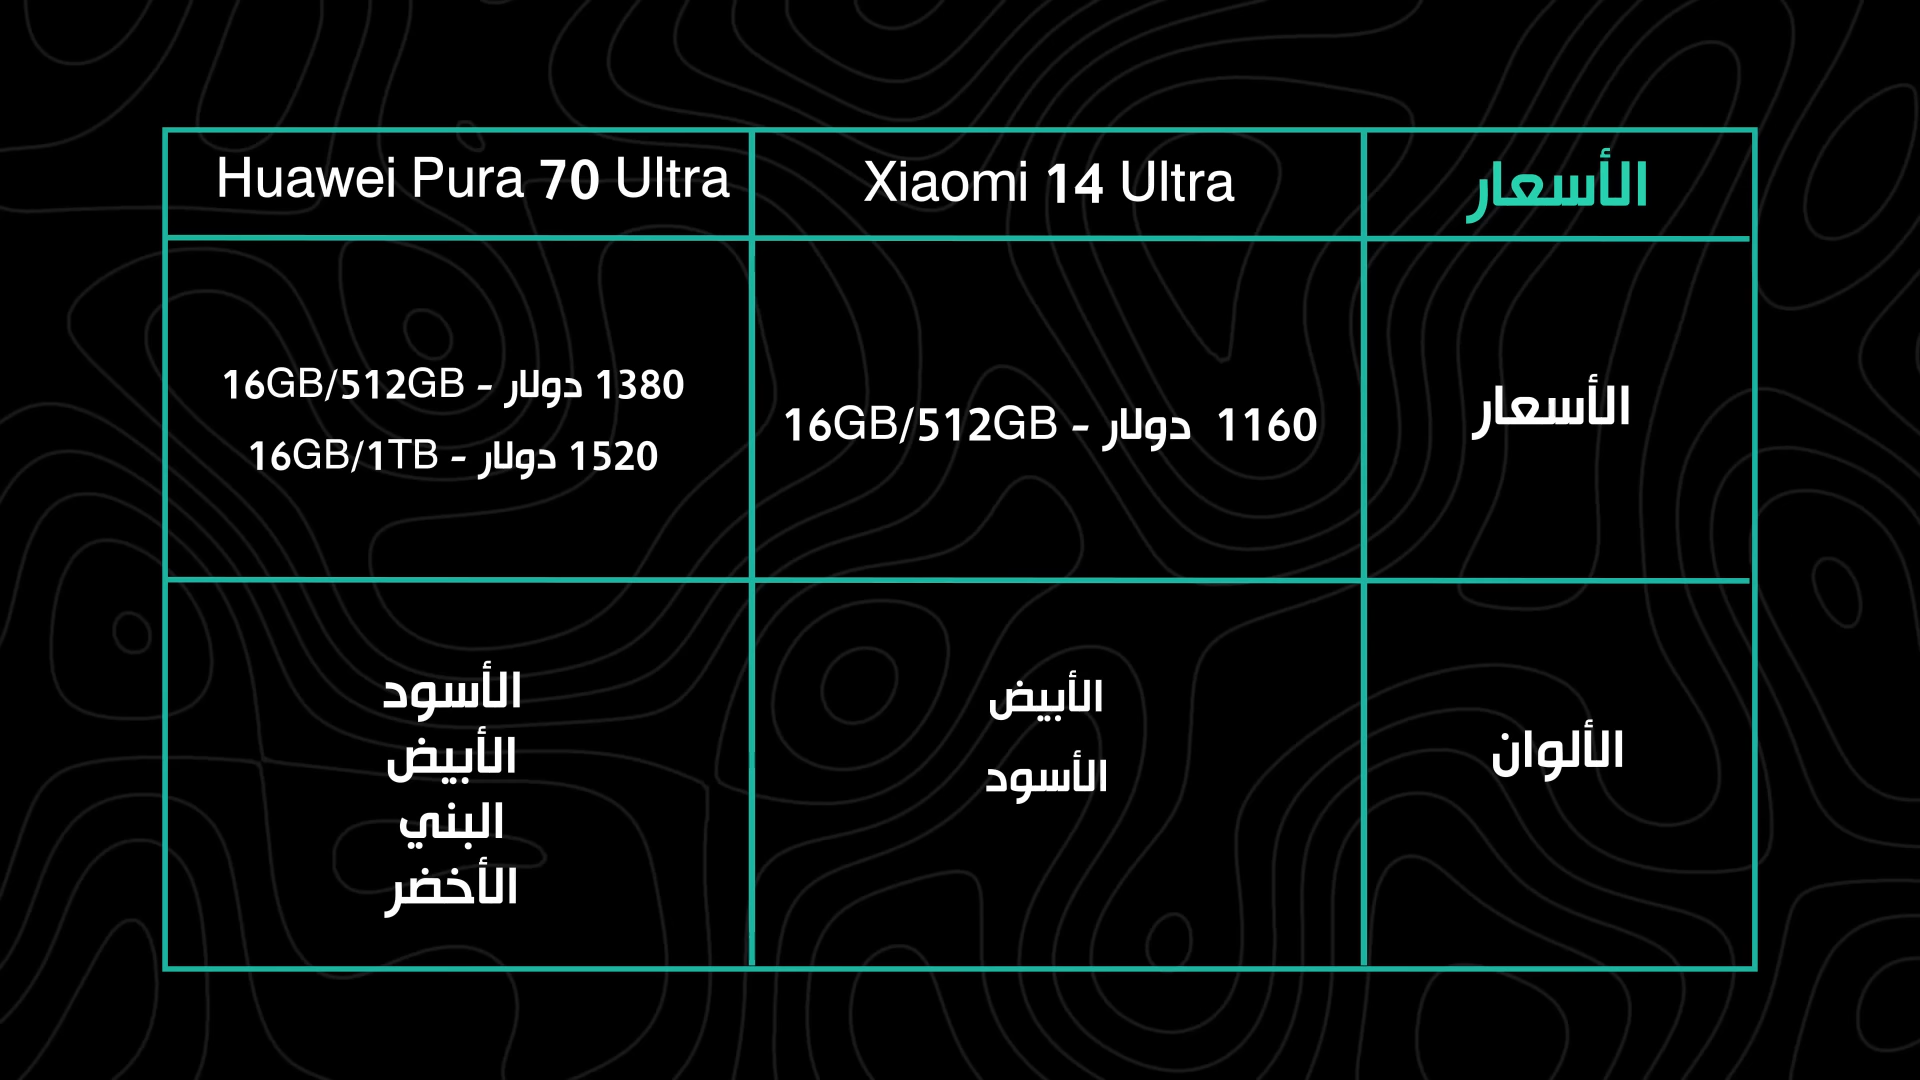 الأسعار
Xiaomi 14 Ultra
Huawei Pura 70 Ultra
الأسعار
1160 دولار - 16GB/512GB
1380 دولار - 16GB/512GB
1520 دولار - 16GB/1TB
الألوان
الأبيض
الأسود
الأسود
الأبيض
البني
الأخضر